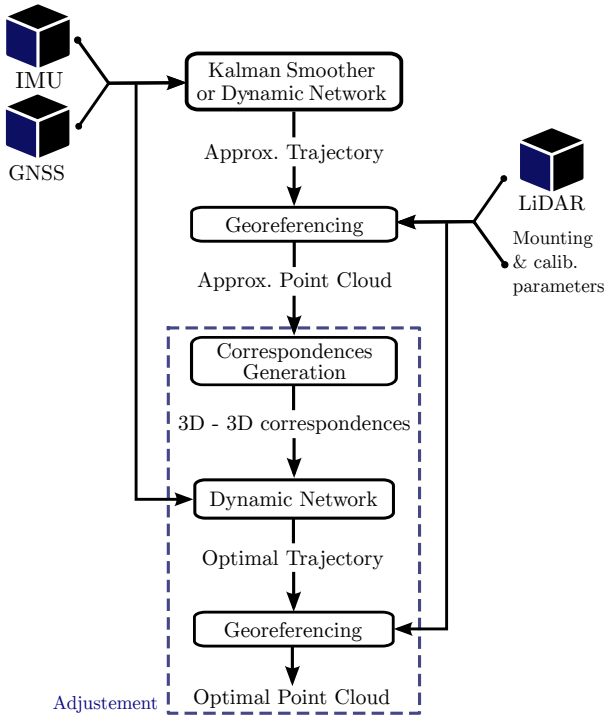 IMU
GNSS
Kalman Smoother
or Dynamic Network
Approx. Trajectory
Georeferencing
LiDAR
Mounting
& calib.
parameters
Approx. Point Cloud
Correspondences
Generation
3D - 3D correspondences
Dynamic Network
Optimal Trajectory
Georeferencing
Optimal Point Cloud
Adjustement